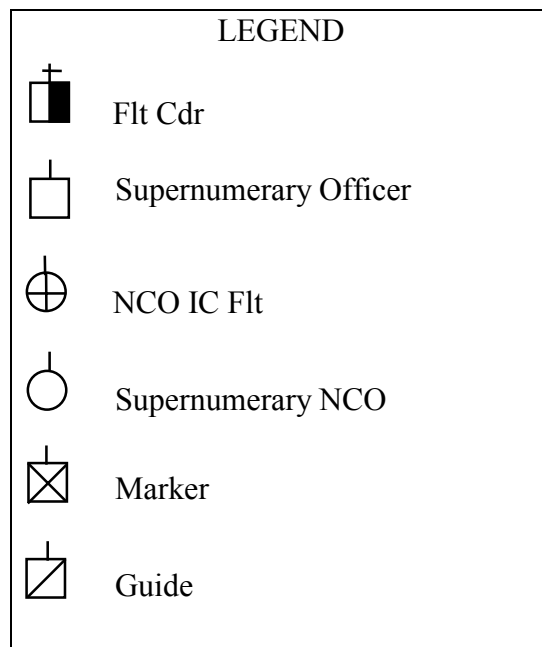 LEGEND
Flt Cdr
Supernumerary Officer
NCO IC Flt
Supernumerary NCO
Marker
Guide